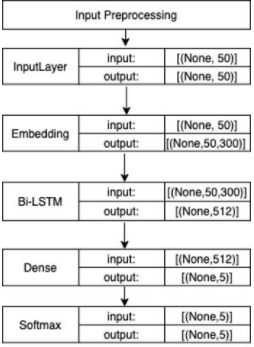 Input Preprocessing
InputLayer
input: [(None, 50)]
output: [(None, 50)]
Embedding
input: [(None, 50)]
output: [(None,50,300)]
Bi-LSTM
input: [(None,50,300)]
output: [(None,512)]
Dense
input: [(None,512)]
output: [(None,5)]
Softmax
input: [(None,5)]
output: [(None,5)]